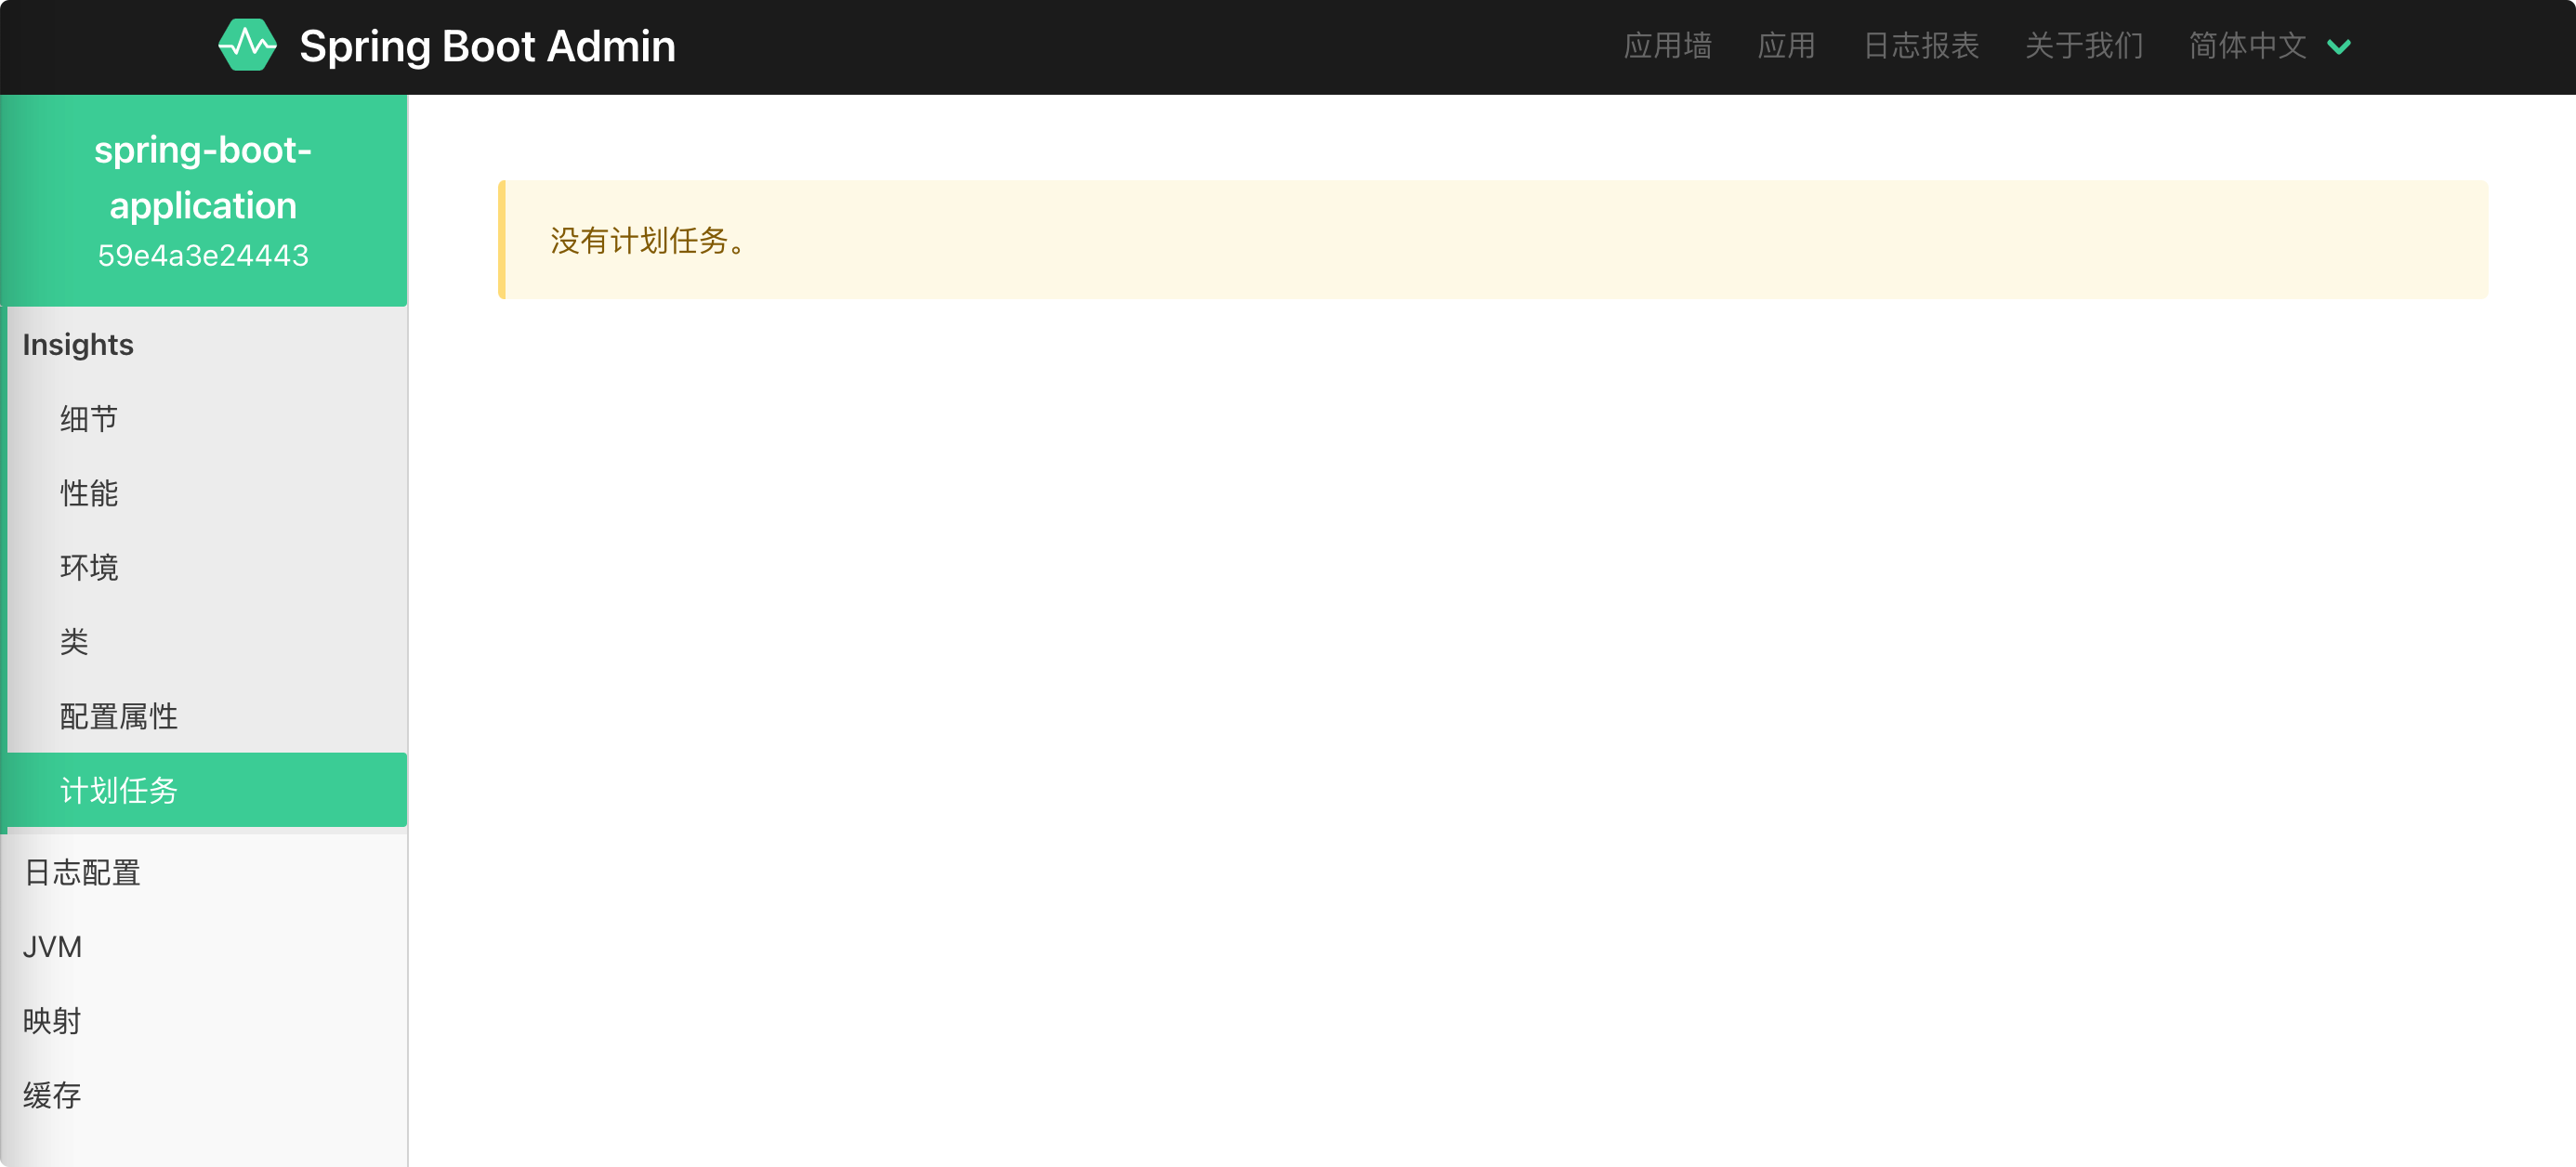 Spring Boot Admin
应用墙 应用 日志报表 关于我们 简体中文
spring-boot-
application
59e4a3e24443
没有计划任务。
Insights
细节
性能
环境
类
配置属性
计划任务
日志配置
JVM
映射
缓存